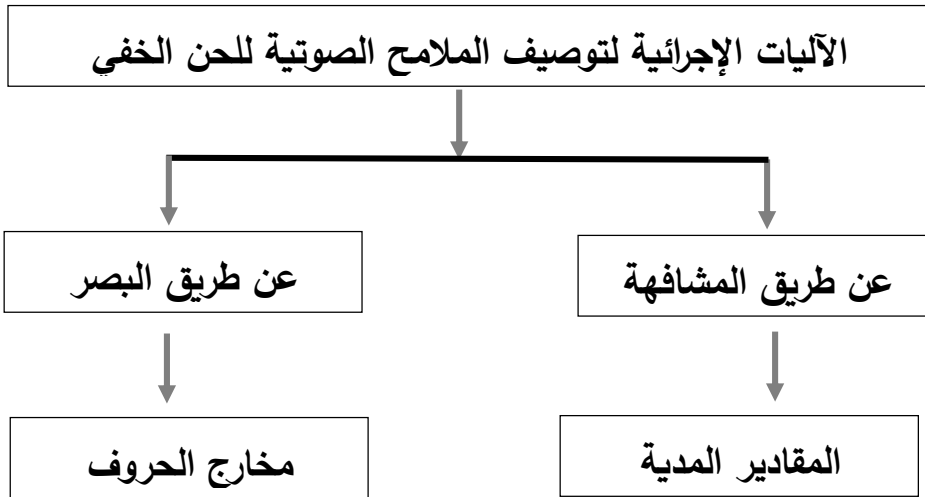 الآليات الإجرائية لتوصيف الملامح الصوتية للحن الخفي
عن طريق المشافهة
عن طريق البصر
المقادير المدية
مخارج الحروف